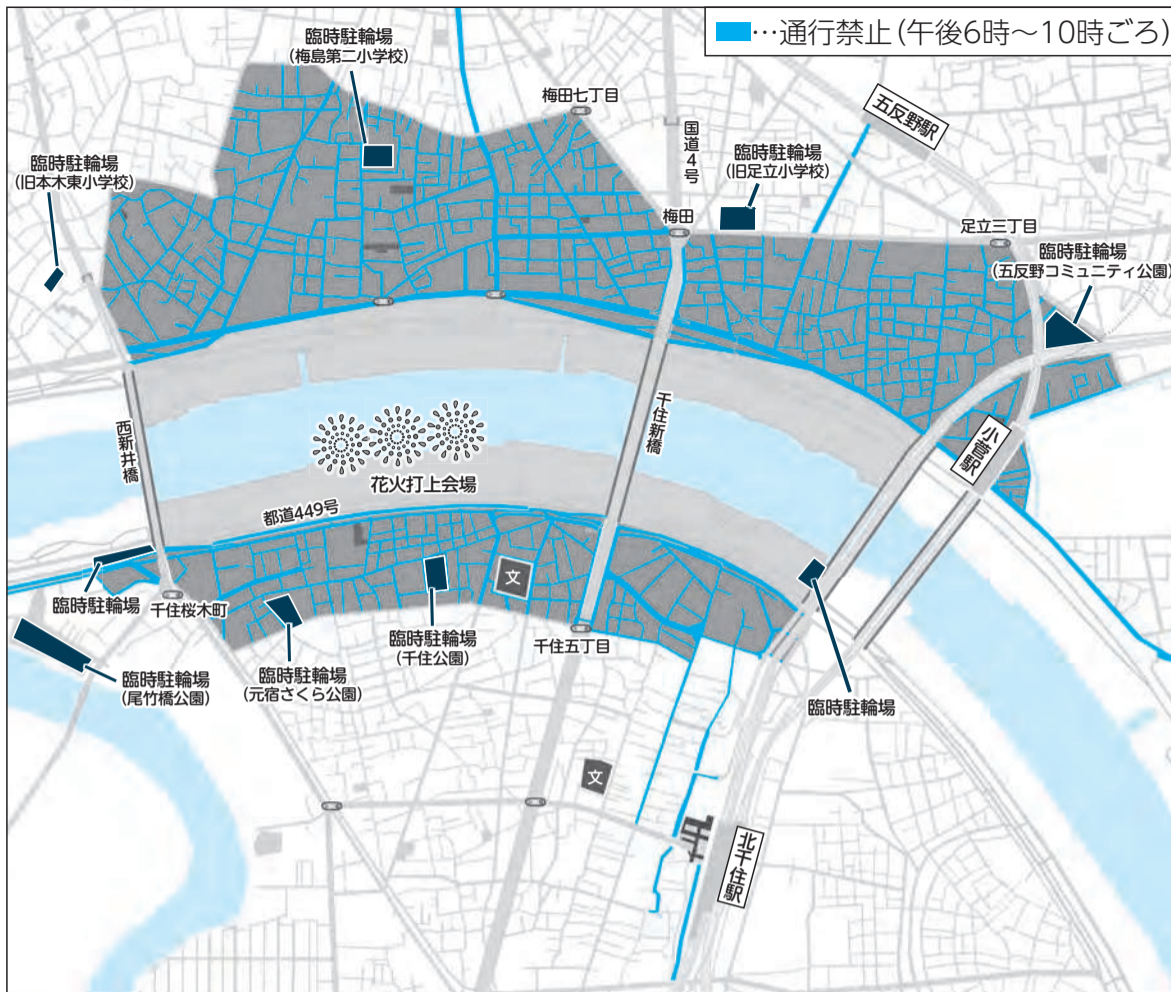 …通行禁止(午後6時～10時ごろ)
臨時駐輪場
(梅島第二小学校)
梅田七丁目
国道4号
五反野駅
臨時駐輪場
(旧本木東小学校)
臨時駐輪場
(旧足立小学校)
梅田
足立三丁目
臨時駐輪場
(五反野コミュニティ公園)
西新井橋
千住新橋
小菅駅
花火打上会場
都道449号
文
臨時駐輪場
千住桜木町
臨時駐輪場
(尾竹橋公園)
臨時駐輪場
(元宿さくら公園)
臨時駐輪場
(千住公園)
千住五丁目
臨時駐輪場
文
北千住駅